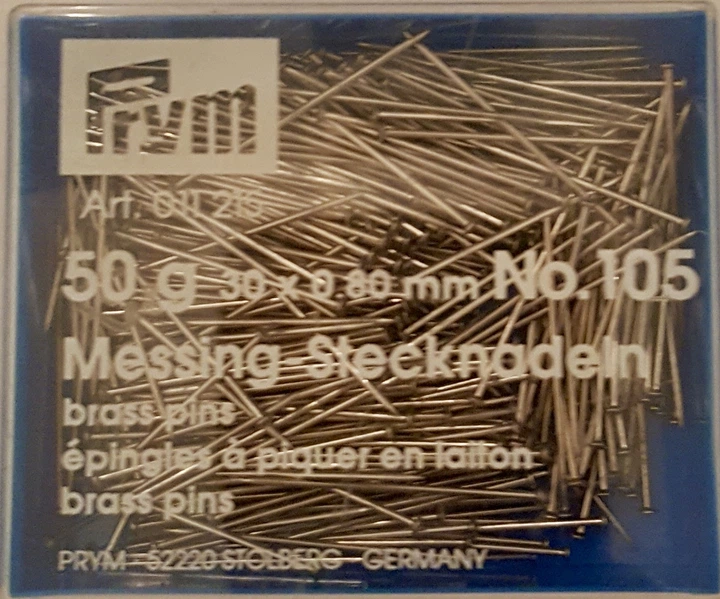 Prym
Art. 011 215
50 g 30 x 0.80 mm No.105
Messing-Stecknadeln
brass pins
épingles à piquer en laiton
brass pins
PRYM · 52220 STOLBERG · GERMANY